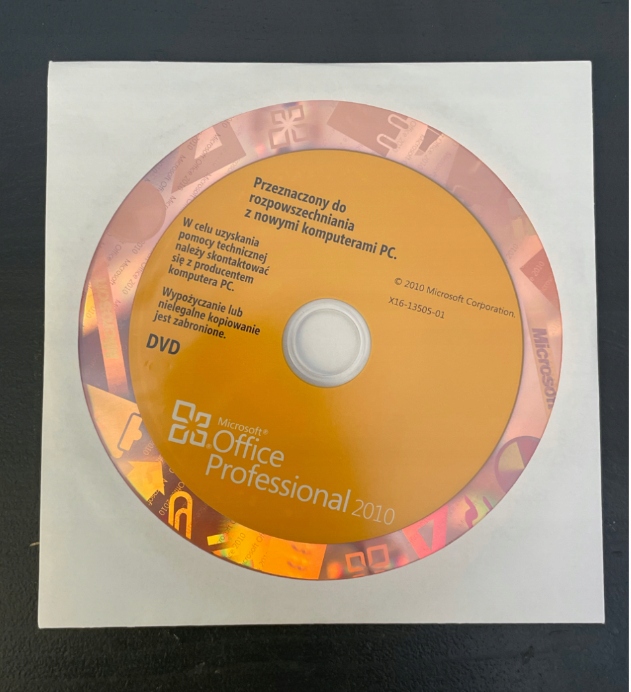 Przeznaczony do
rozpowszechniania
z nowymi komputerami PC.
W celu uzyskania
pomocy technicznej
należy skontaktować
się z producentem
komputera PC.
Wypożyczanie lub
nielegalne kopiowanie
jest zabronione.
DVD
© 2010 Microsoft Corporation.
X16-13505-01
Microsoft
Microsoft®
Office
Professional 2010